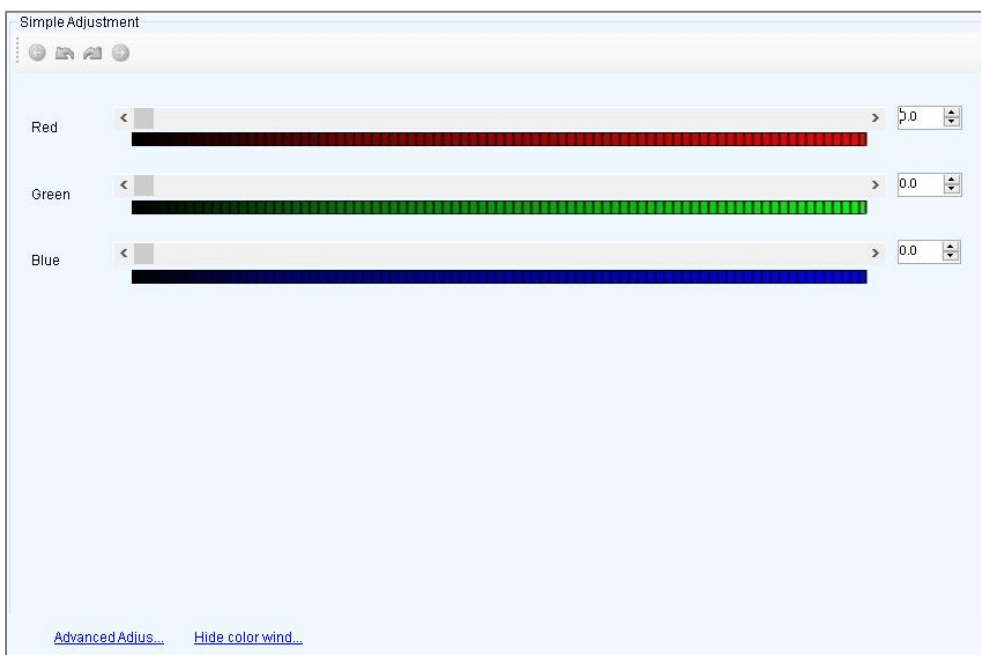 Simple Adjustment
Red 0.0
Green 0.0
Blue 0.0
Advanced Adjus... Hide color wind...